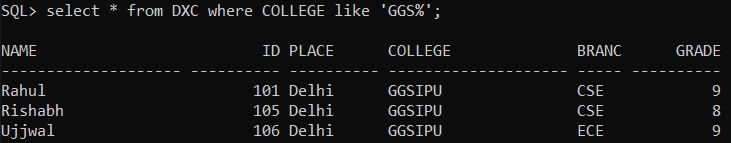 SQL> select * from DXC where COLLEGE like 'GGS%';
NAME                         ID PLACE      COLLEGE              BRANC      GRADE
-------------------- ---------- ---------- -------------------- ----- ----------
Rahul                       101 Delhi      GGSIPU               CSE            9
Rishabh                     105 Delhi      GGSIPU               CSE            8
Ujjwal                      106 Delhi      GGSIPU               ECE            9